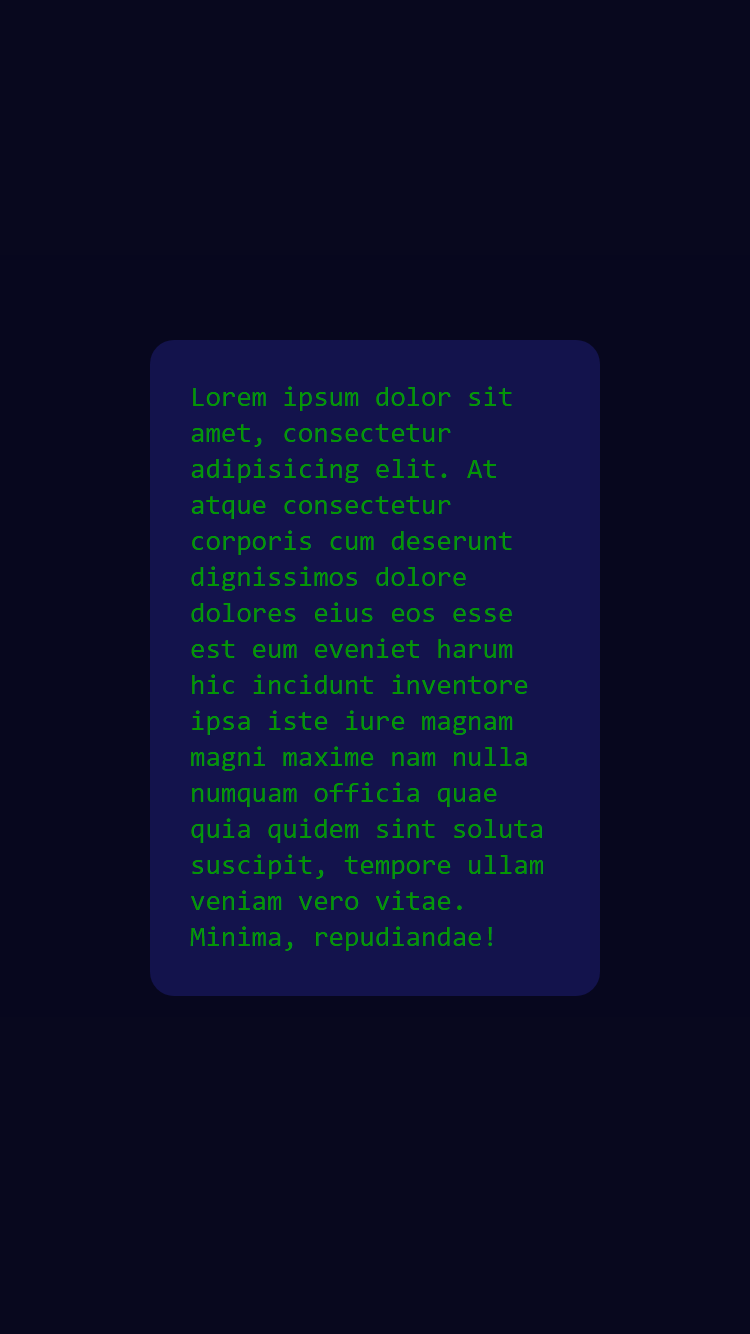 Lorem ipsum dolor sit
amet, consectetur
adipisicing elit. At
atque consectetur
corporis cum deserunt
dignissimos dolore
dolores eius eos esse
est eum eveniet harum
hic incidunt inventore
ipsa iste iure magnam
magni maxime nam nulla
numquam officia quae
quia quidem sint soluta
suscipit, tempore ullam
veniam vero vitae.
Minima, repudiandae!